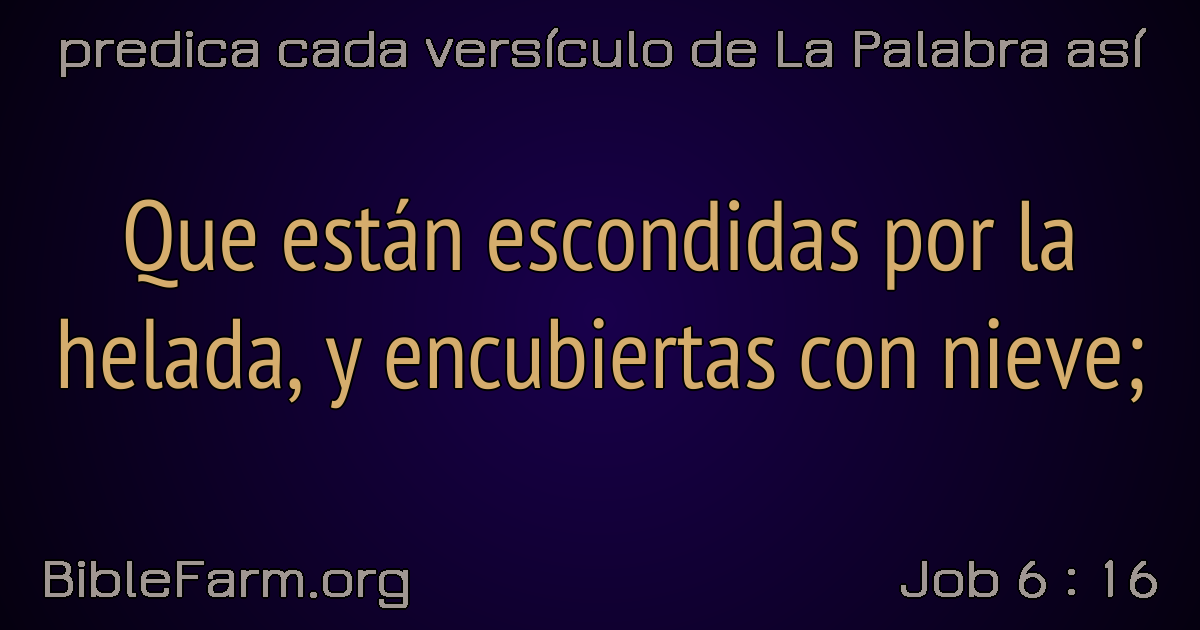 predica cada versículo de La Palabra así
Que están escondidas por la
helada, y encubiertas con nieve;
BibleFarm.org
Job 6 : 16